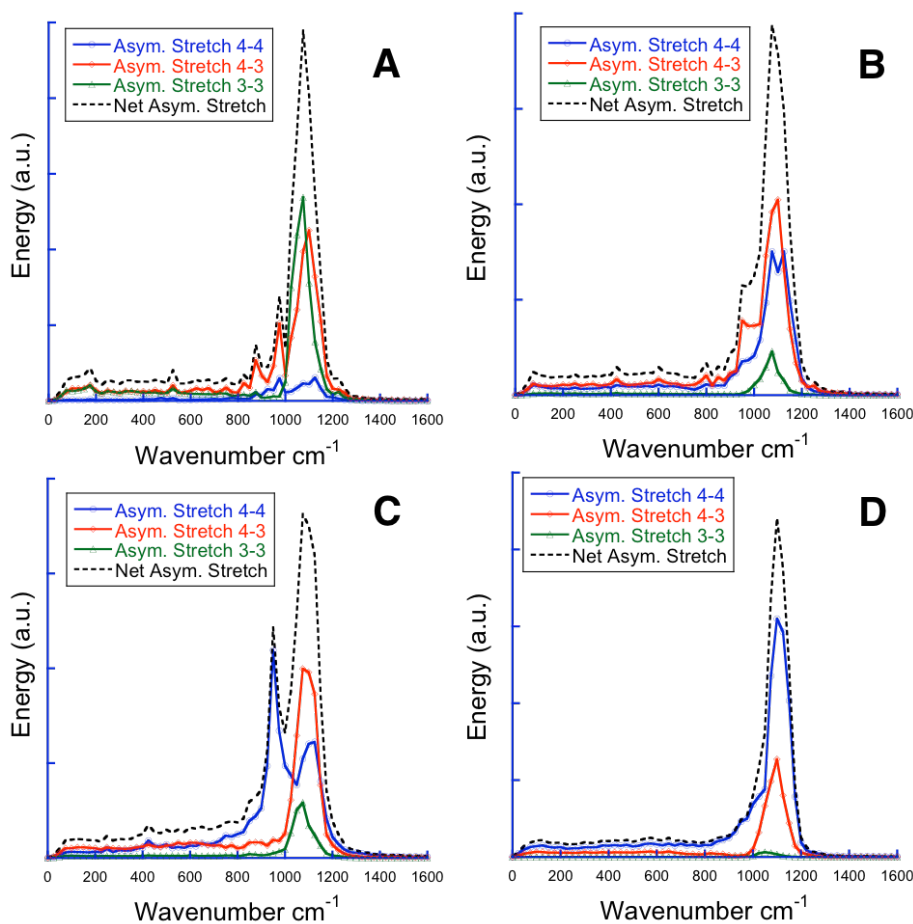 Asym. Stretch 4-4
Asym. Stretch 4-3
Asym. Stretch 3-3
Net Asym. Stretch
A
Energy (a.u.)
0 200 400 600 800 1000 1200 1400 1600
Wavenumber cm⁻¹
Asym. Stretch 4-4
Asym. Stretch 4-3
Asym. Stretch 3-3
Net Asym. Stretch
B
Energy (a.u.)
0 200 400 600 800 1000 1200 1400 1600
Wavenumber cm⁻¹
Asym. Stretch 4-4
Asym. Stretch 4-3
Asym. Stretch 3-3
Net Asym. Stretch
C
Energy (a.u.)
0 200 400 600 800 1000 1200 1400 1600
Wavenumber cm⁻¹
Asym. Stretch 4-4
Asym. Stretch 4-3
Asym. Stretch 3-3
Net Asym. Stretch
D
Energy (a.u.)
0 200 400 600 800 1000 1200 1400 1600
Wavenumber cm⁻¹